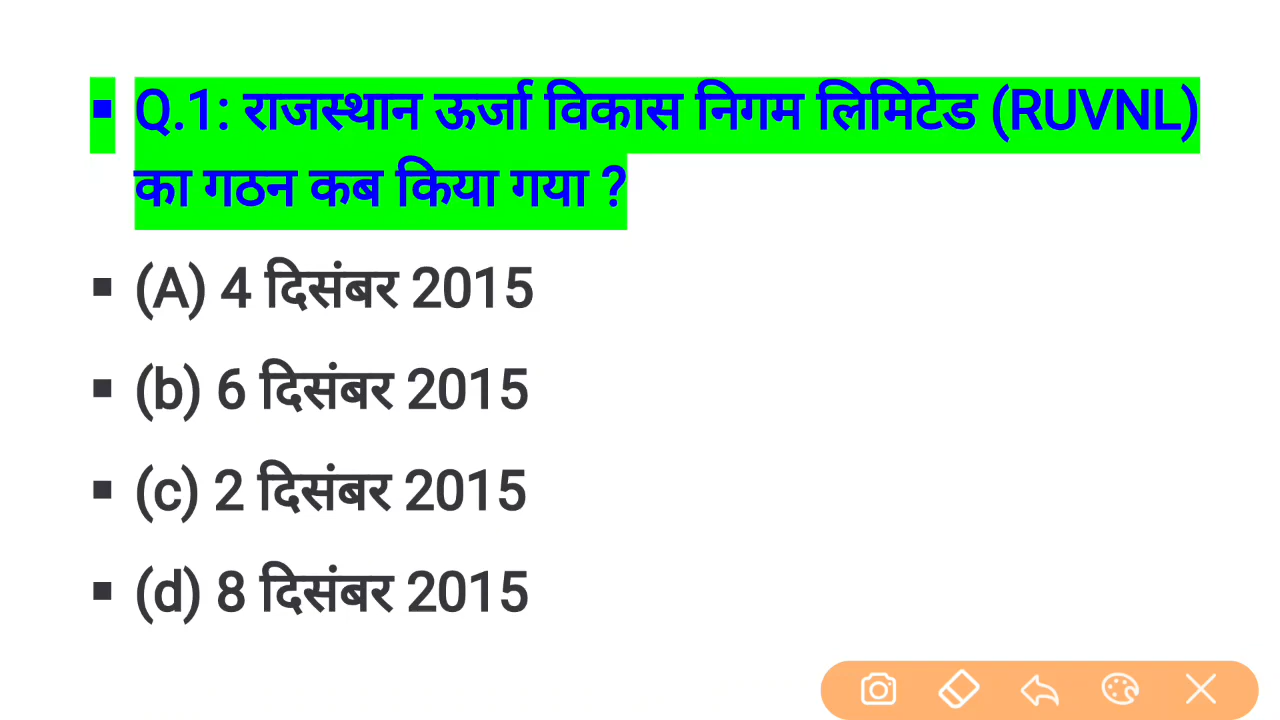 ▪ Q.1: राजस्थान ऊर्जा विकास निगम लिमिटेड (RUVNL)
का गठन कब किया गया ?
▪ (A) 4 दिसंबर 2015
▪ (b) 6 दिसंबर 2015
▪ (c) 2 दिसंबर 2015
▪ (d) 8 दिसंबर 2015